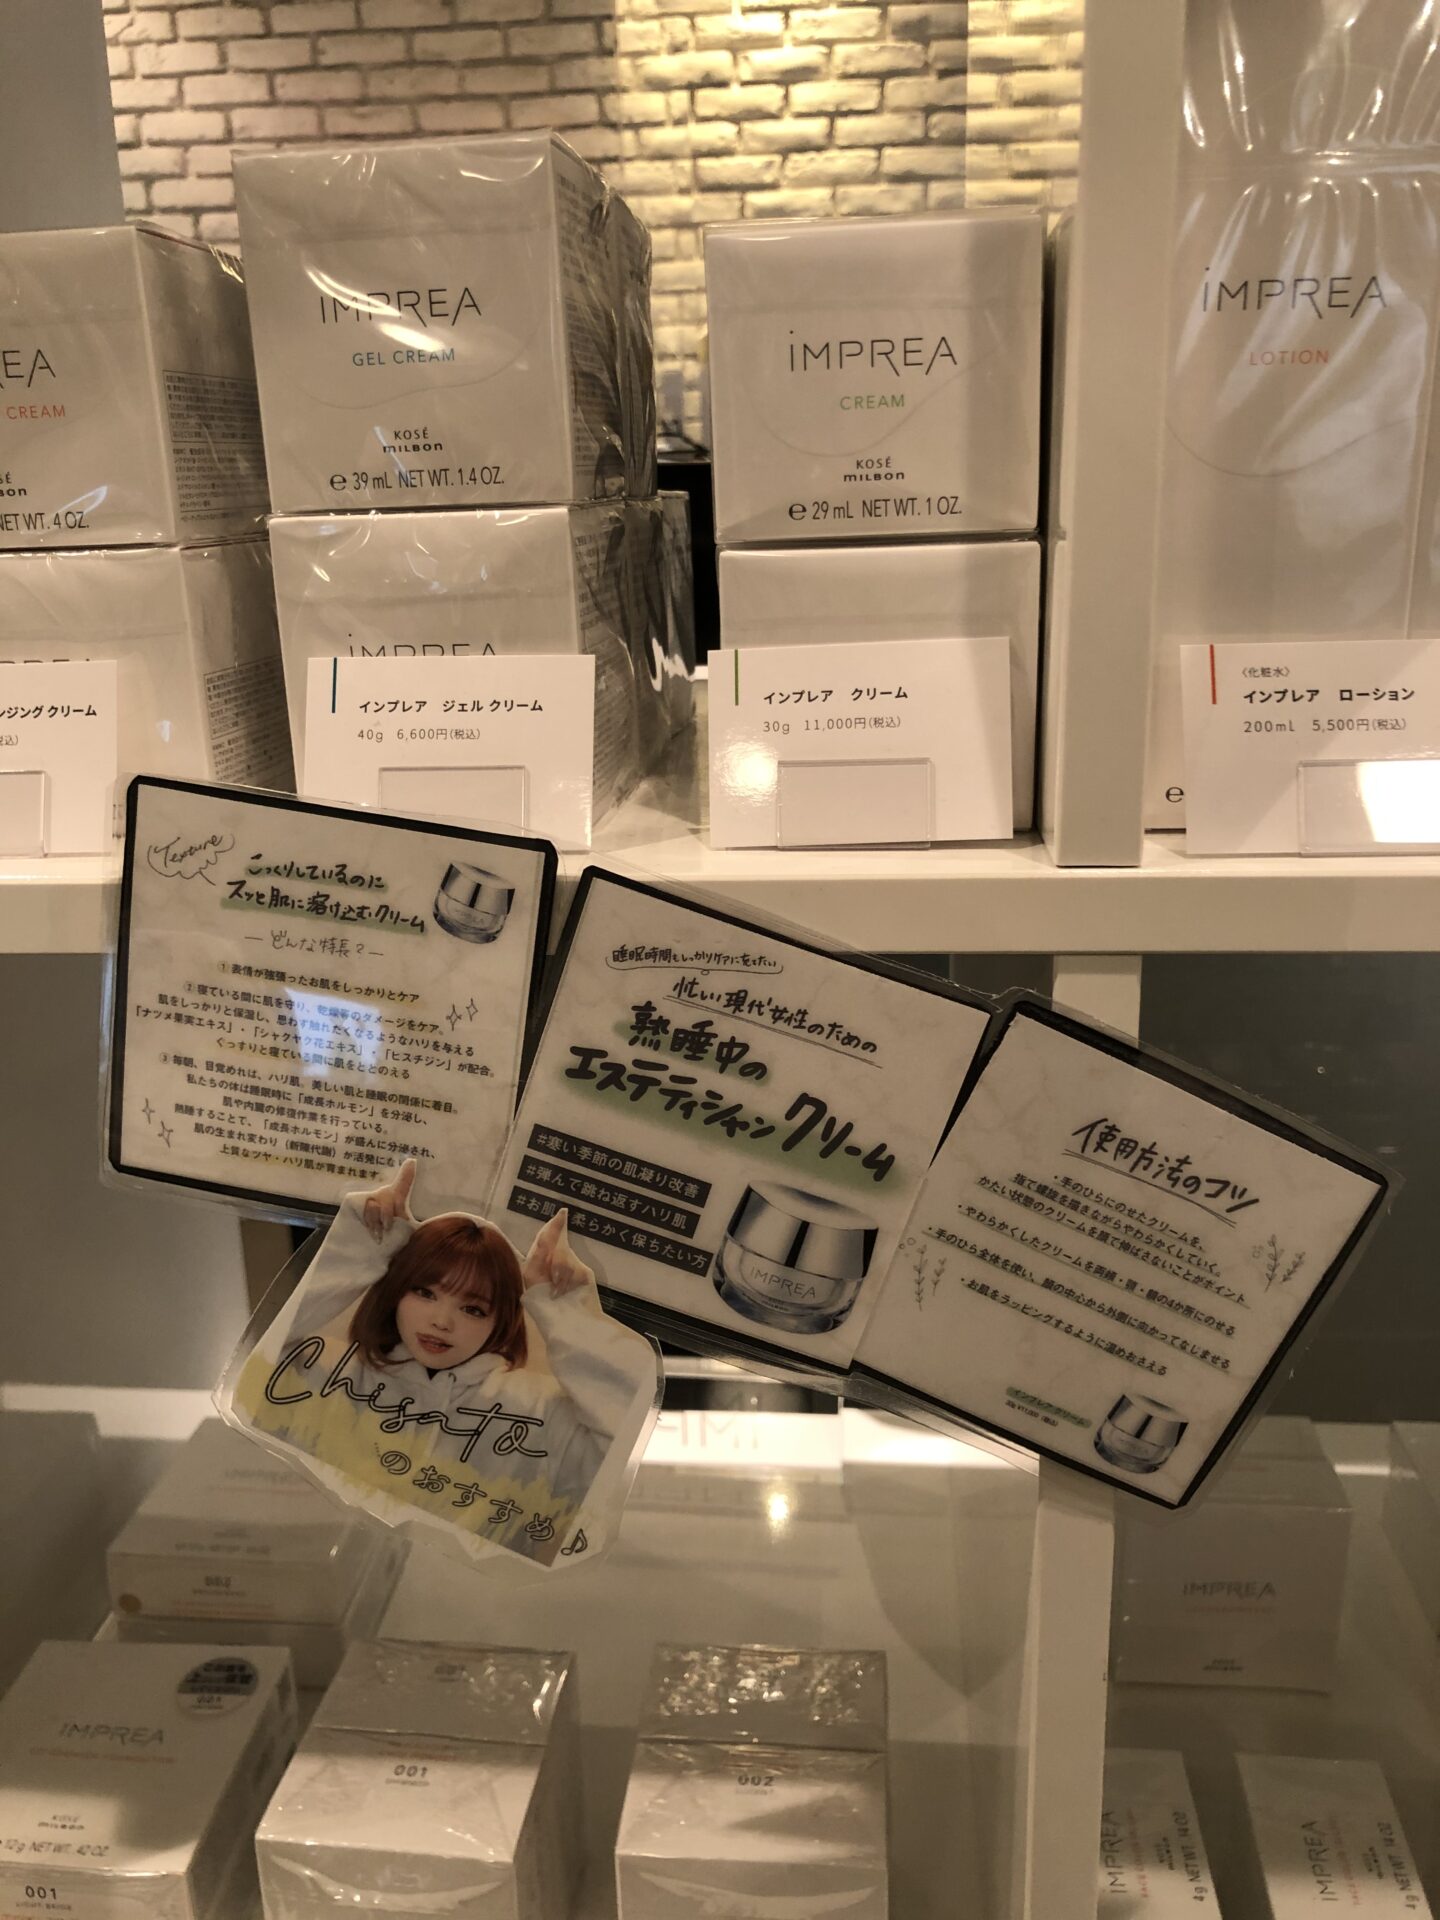 iMPREA
GEL CREAM
KOSÉ
miLBon
e 39 mL NET WT. 1.4 OZ.
iMPREA
CREAM
KOSÉ
miLBon
e 29 mL NET WT. 1 OZ.
iMPREA
LOTION
EA
CREAM
NET WT. 4 OZ.
ンジング クリーム
インプレア ジェル クリーム
40g 6,600円(税込)
インプレア クリーム
30g 11,000円(税込)
〈化粧水〉
インプレア ローション
200mL 5,500円(税込)
e
Texture
こっくりしているのに
スッと肌に溶け込むクリーム
―どんな特長?―
① 表情が強張ったお肌をしっかりとケア
② 寝ている間に肌を守り、乾燥等のダメージをケア。
肌をしっかりと保湿し、思わず触れたくなるようなハリを与える
「ナツメ果実エキス」・「シャクヤク花エキス」・「ヒスチジン」が配合。
ぐっすりと寝ている間に肌をととのえる
③ 毎朝、目覚めれば、ハリ肌。美しい肌と睡眠の関係に着目。
私たちの体は睡眠時に「成長ホルモン」を分泌し、
肌や内臓の修復作業を行っている。
熟睡することで、「成長ホルモン」が盛んに分泌され、
肌の生まれ変わり(新陳代謝)が活発にな
上質なツヤ・ハリ肌が育まれます。
睡眠時間もしっかりケアに充てたい
忙しい現代女性のための
熟睡中の
エステティシャン クリーム
#寒い季節の肌凝り改善
#弾んで跳ね返すハリ肌
#お肌 柔らかく保ちたい方
iMPREA
使用方法のコツ
・手のひらにのせたクリームを、
指で螺旋を描きながらやわらかくしていく。
かたい状態のクリームを顔で伸ばさないことがポイント
・やわらかくしたクリームを両頬・顎・額の4か所にのせる
・手のひら全体を使い、顔の中心から外側に向かってなじませる
・お肌をラッピングするように温めおさえる
インプレア クリーム
30g ¥11,000 (税込)
Chisato
…のおすすめ♪
iMPREA
KOSÉ
miLBon
12g NET WT. .42 OZ.
001
001
002
iMPREA
iMPREA
4g NET WT. .14 OZ.
iMPREA
4g NET WT. .14 OZ.